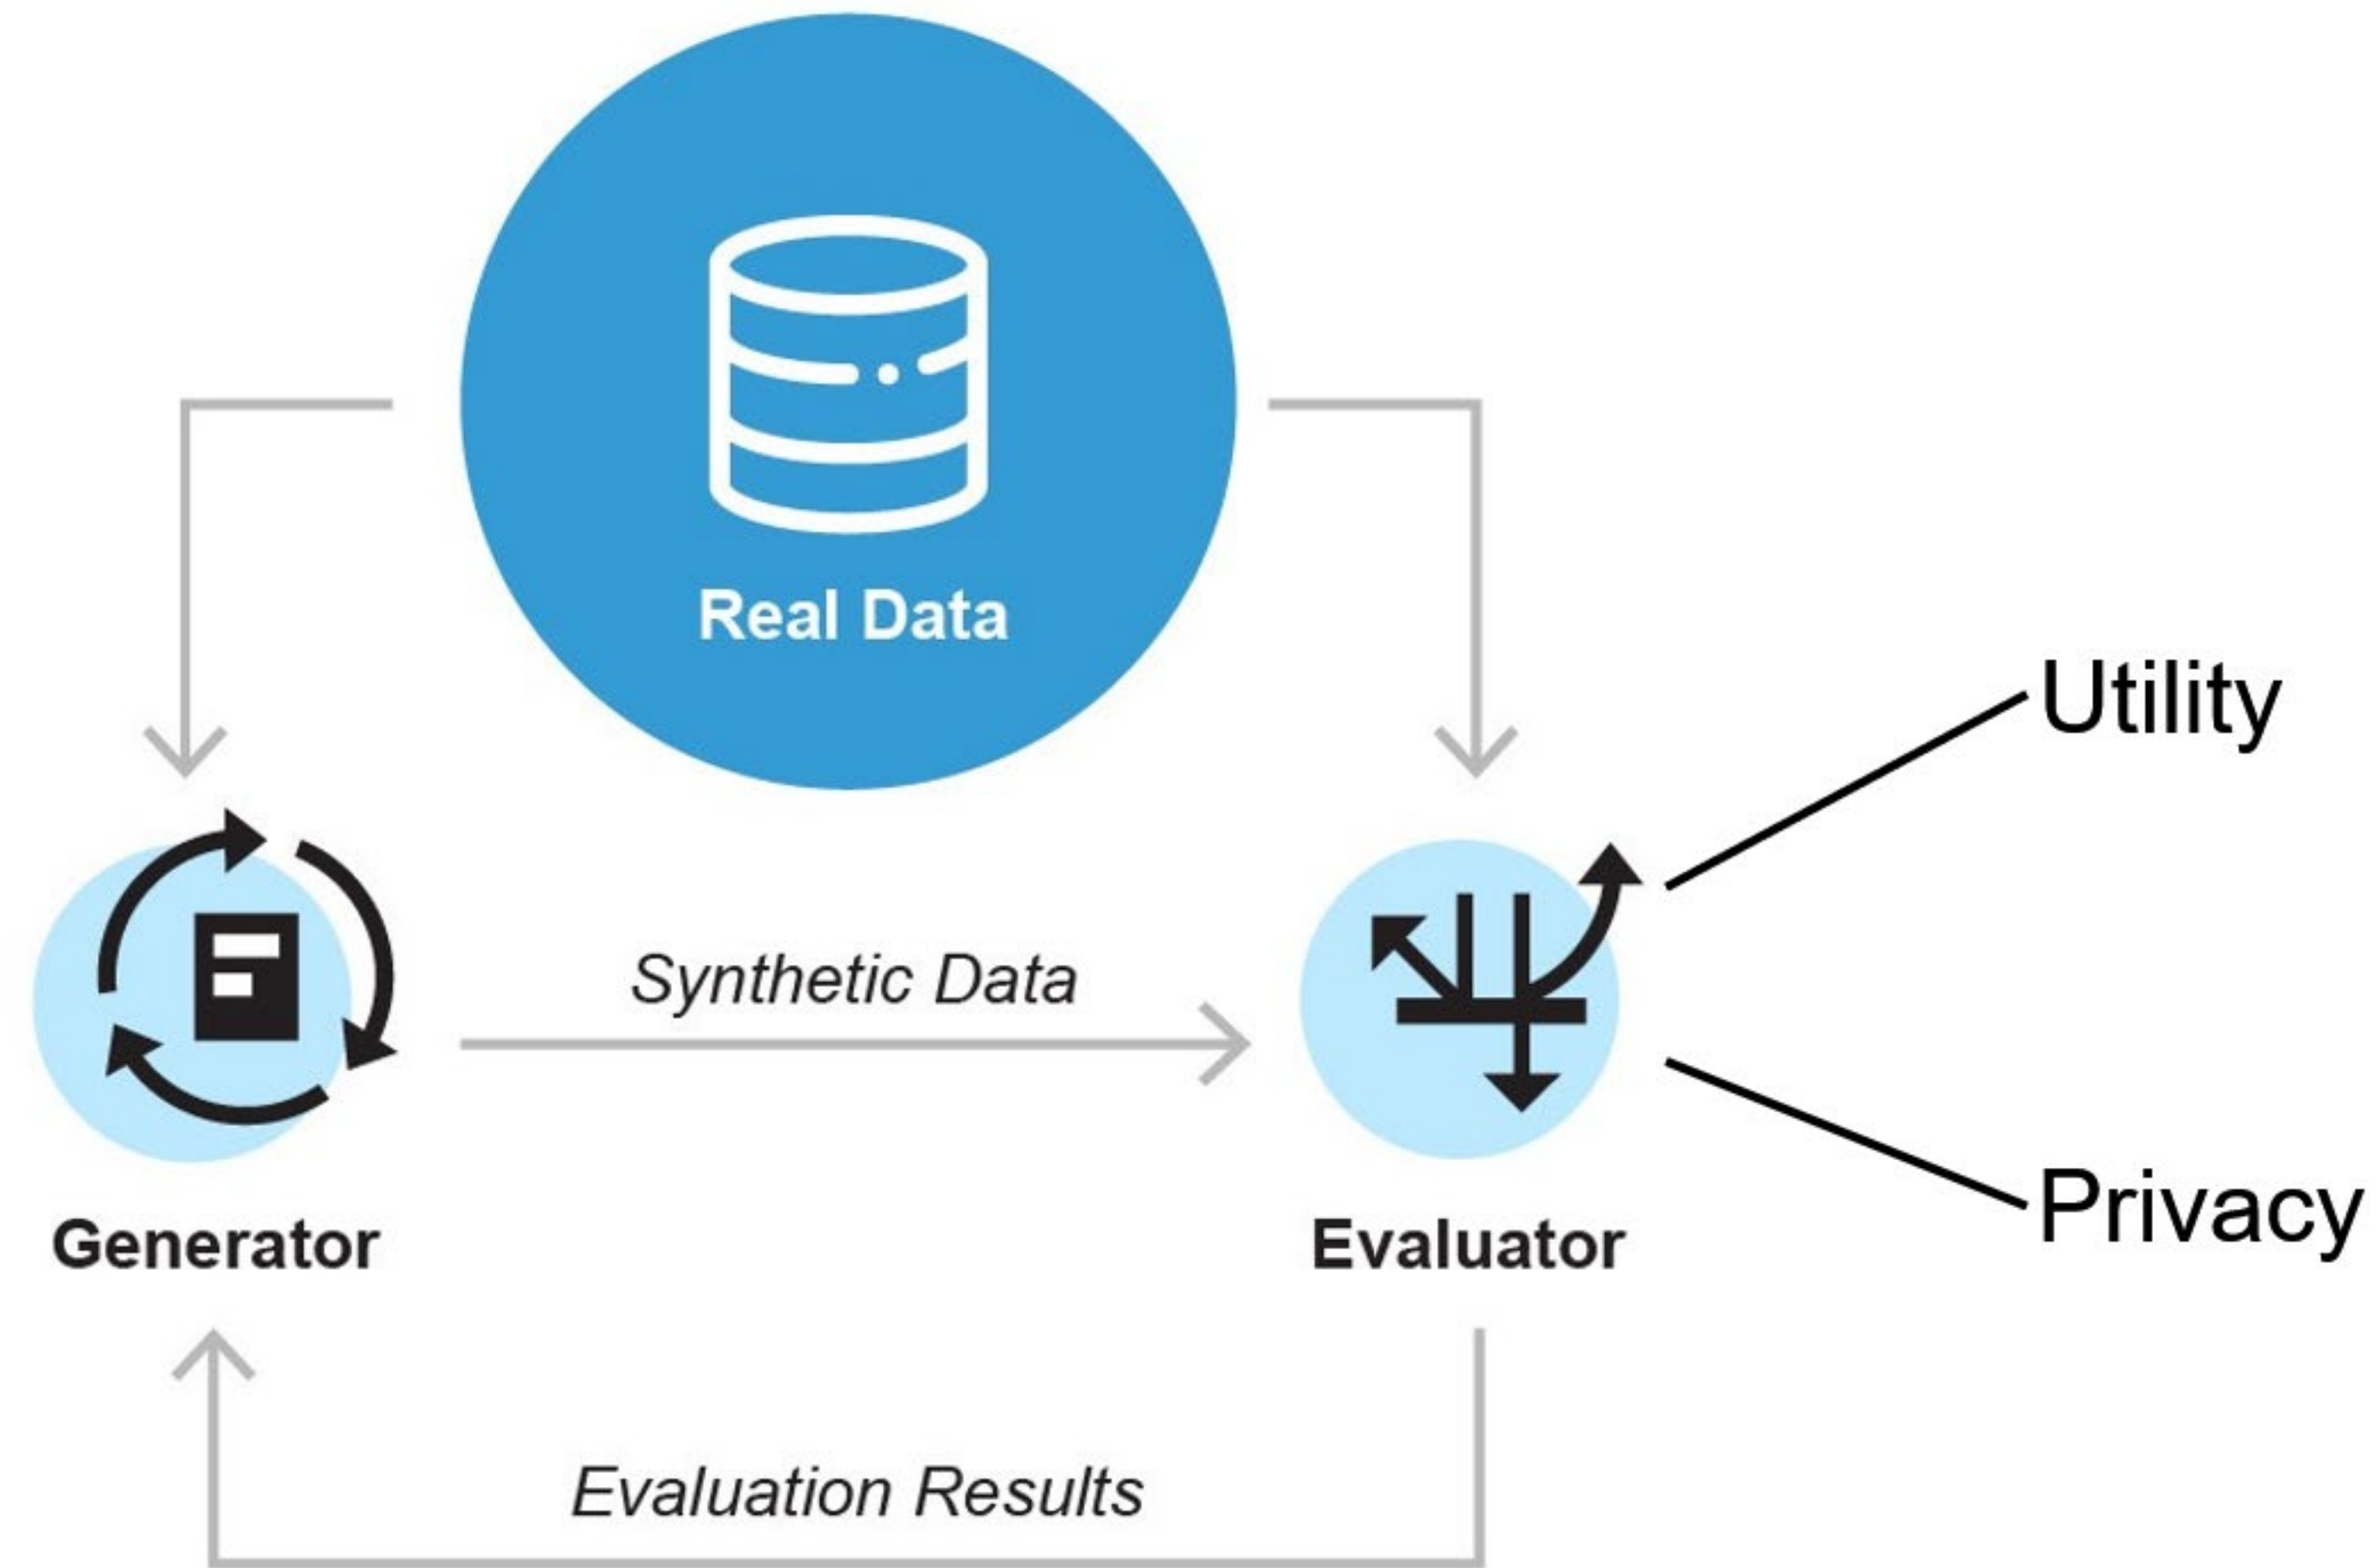 Real Data
Utility
Synthetic Data
Privacy
Generator
Evaluator
Evaluation Results